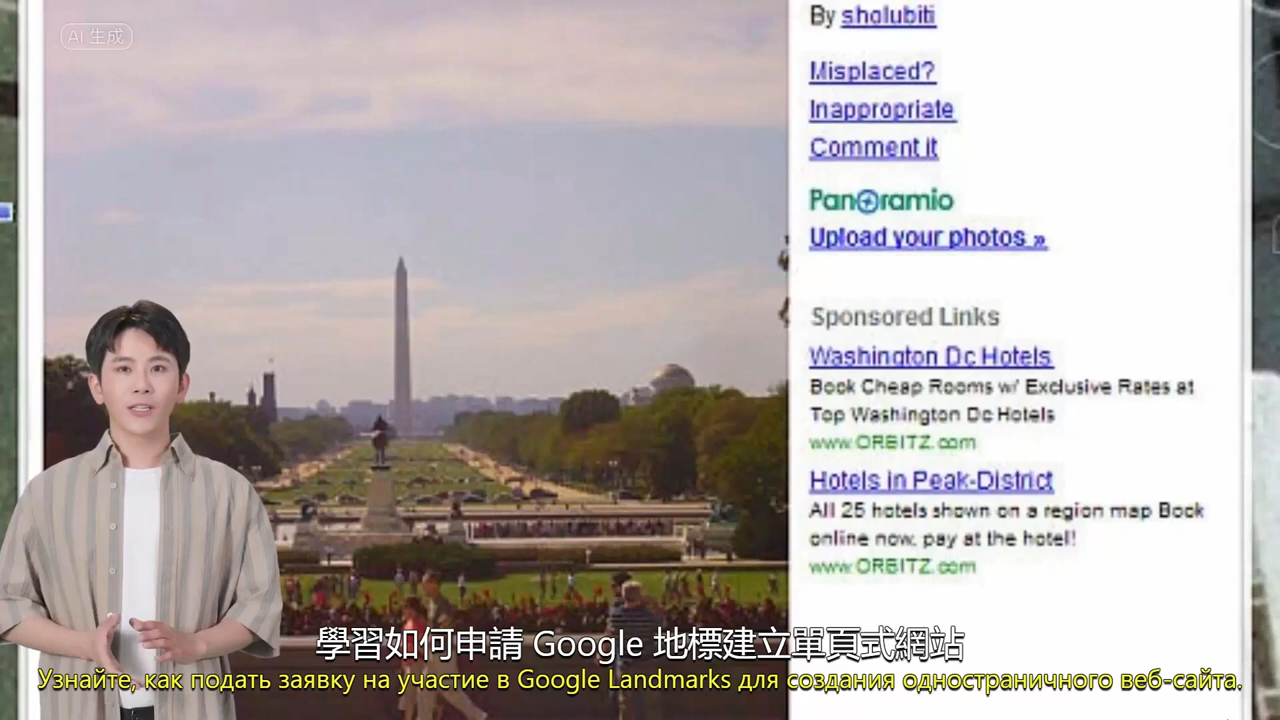 AI 生成
By sholubiti
Misplaced?
Inappropriate
Comment it
Panoramio
Upload your photos »
Sponsored Links
Washington Dc Hotels
Book Cheap Rooms w/ Exclusive Rates at
Top Washington Dc Hotels
www.ORBITZ.com
Hotels in Peak-District
All 25 hotels shown on a region map Book
online now, pay at the hotel!
www.ORBITZ.com
學習如何申請 Google 地標建立單頁式網站
Узнайте, как подать заявку на участие в Google Landmarks для создания одностраничного веб-сайта.